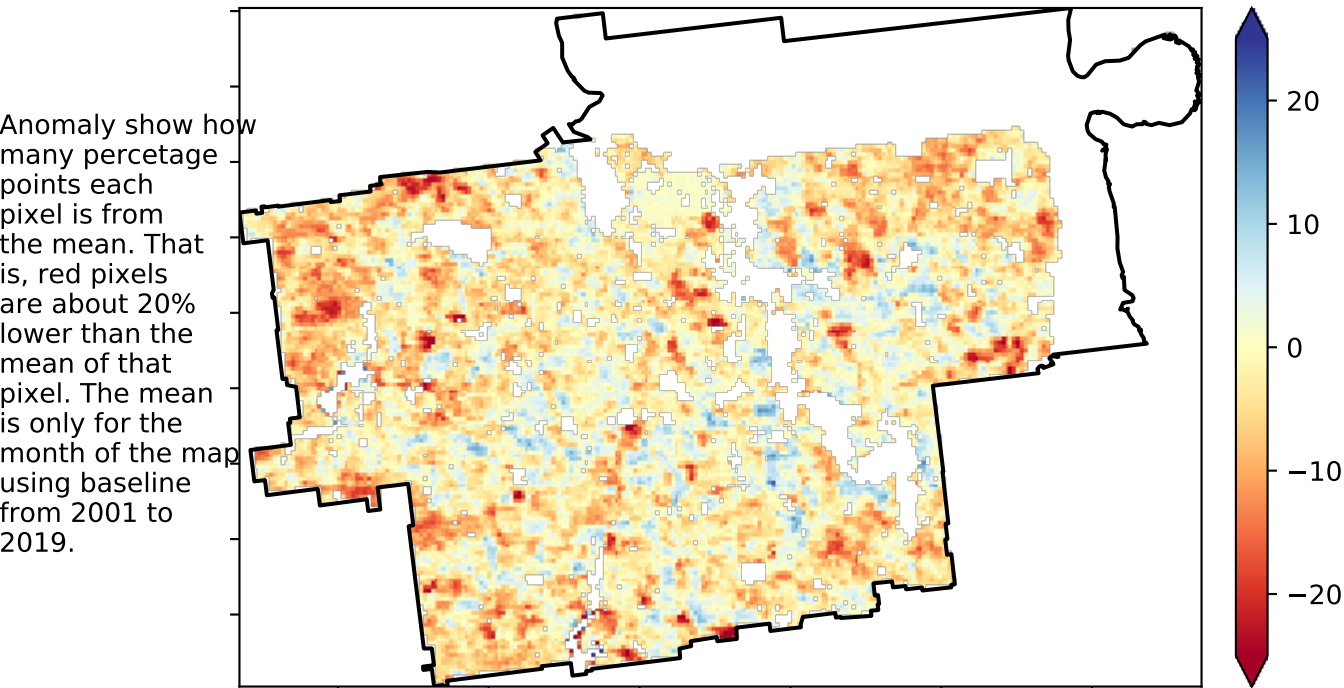 Anomaly show how
many percetage
points each
pixel is from
the mean. That
is, red pixels
are about 20%
lower than the
mean of that
pixel. The mean
is only for the
month of the map
using baseline
from 2001 to
2019.
20
10
0
−10
−20